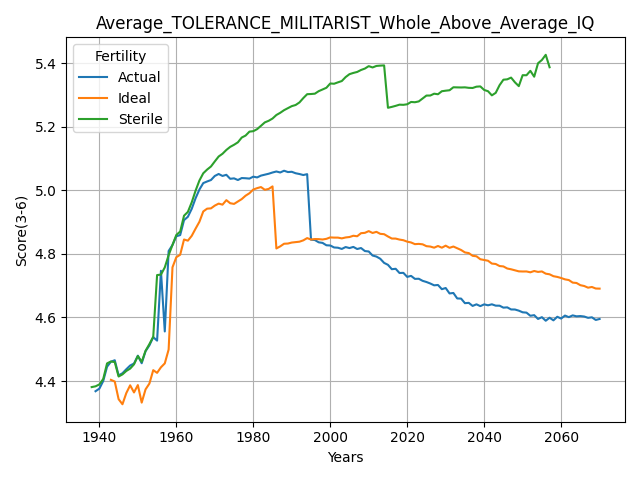 Average_TOLERANCE_MILITARIST_Whole_Above_Average_IQ
Fertility
Actual
Ideal
Sterile
Score(3-6)
5.4
5.2
5.0
4.8
4.6
4.4
1940 1960 1980 2000 2020 2040 2060
Years